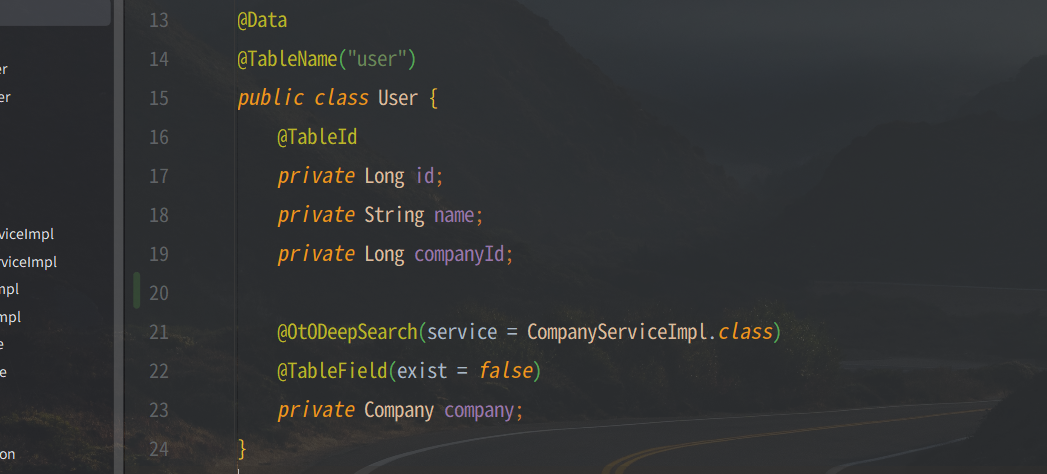 er
er
viceImpl
rviceImpl
mpl
mpl
e
e
on
13 @Data
14 @TableName("user")
15 public class User {
16 @TableId
17 private Long id;
18 private String name;
19 private Long companyId;
20
21 @OtODeepSearch(service = CompanyServiceImpl.class)
22 @TableField(exist = false)
23 private Company company;
24 }